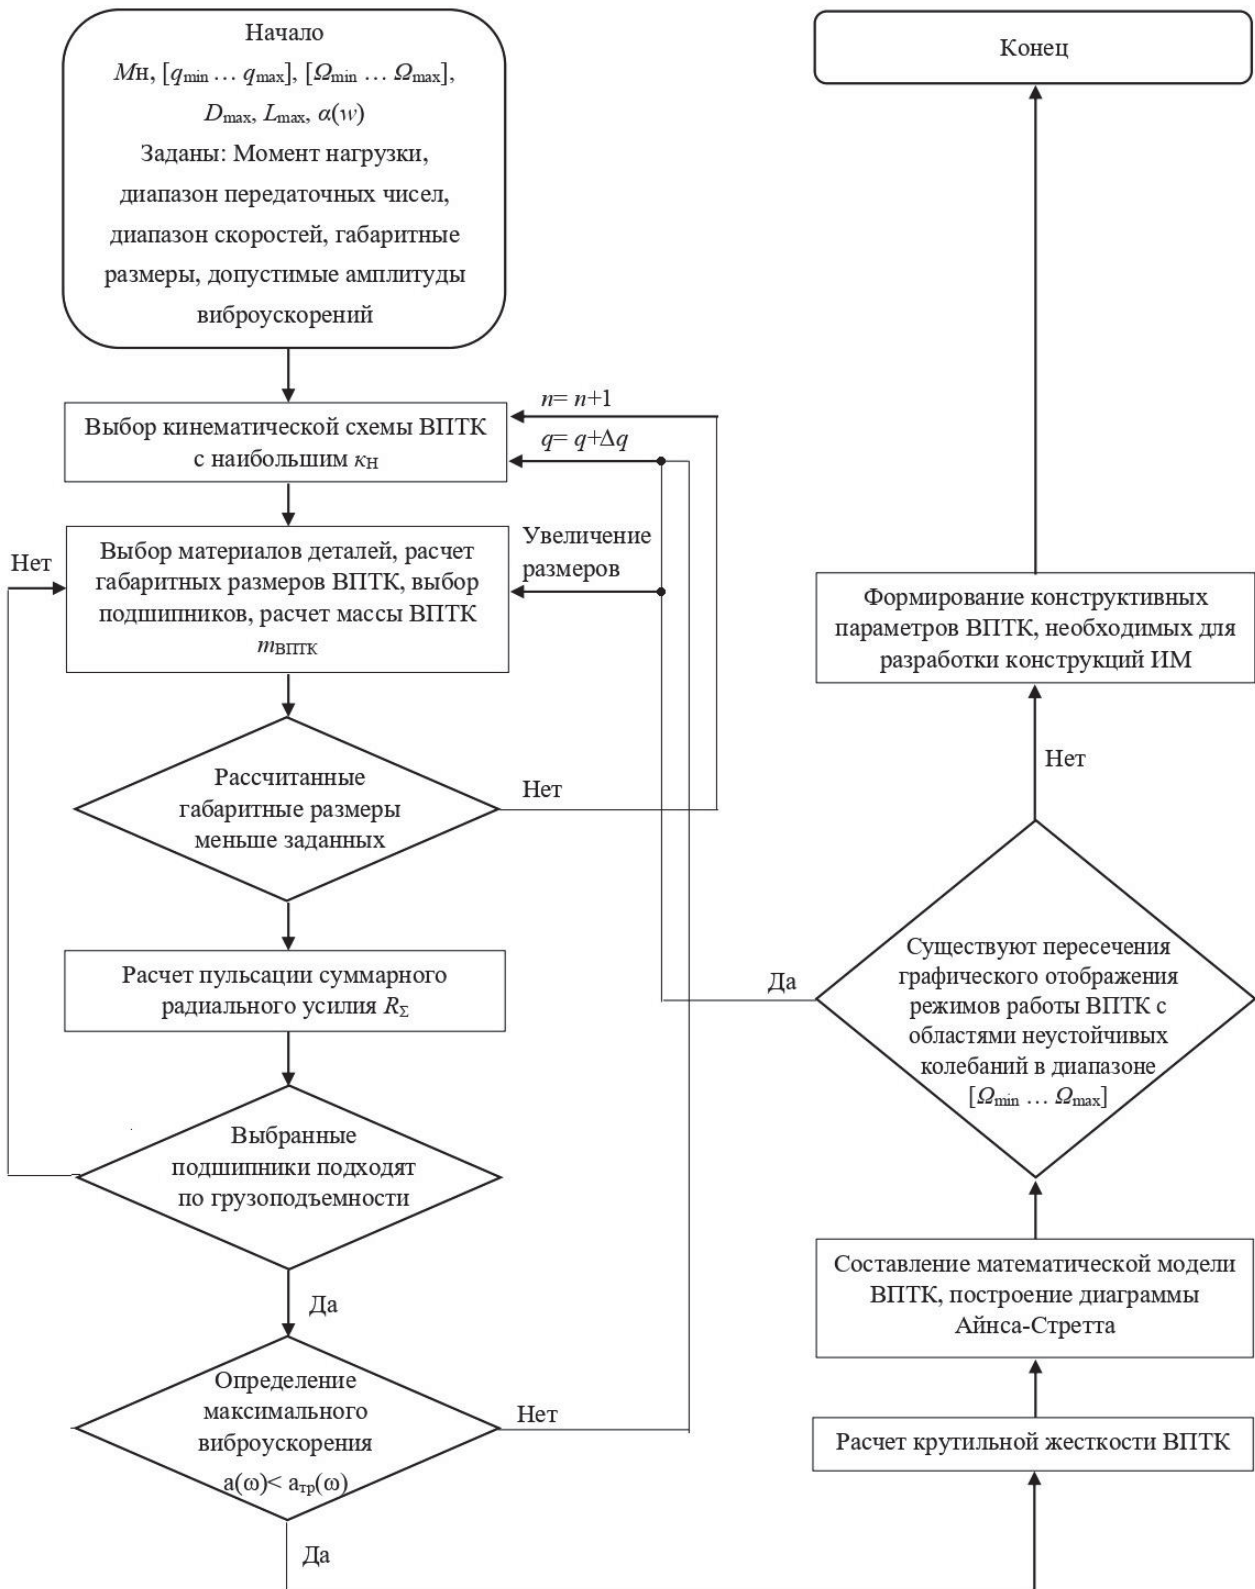 Начало
Mн, [qmin … qmax], [Ωmin … Ωmax],
Dmax, Lmax, α(w)
Заданы: Момент нагрузки,
диапазон передаточных чисел,
диапазон скоростей, габаритные
размеры, допустимые амплитуды
виброускорений
n= n+1
Выбор кинематической схемы ВПТК
с наибольшим κН
q= q+Δq
Нет
Выбор материалов деталей, расчет
габаритных размеров ВПТК, выбор
подшипников, расчет массы ВПТК
mВПТК
Увеличение
размеров
Рассчитанные
габаритные размеры
меньше заданных
Нет
Расчет пульсации суммарного
радиального усилия RΣ
Выбранные
подшипники подходят
по грузоподъемности
Да
Определение
максимального
виброускорения
a(ω)< aтр(ω)
Нет
Да
Расчет крутильной жесткости ВПТК
Составление математической модели
ВПТК, построение диаграммы
Айнса-Стретта
Существуют пересечения
графического отображения
режимов работы ВПТК с
областями неустойчивых
колебаний в диапазоне
[Ωmin … Ωmax]
Да
Нет
Формирование конструктивных
параметров ВПТК, необходимых для
разработки конструкций ИМ
Конец